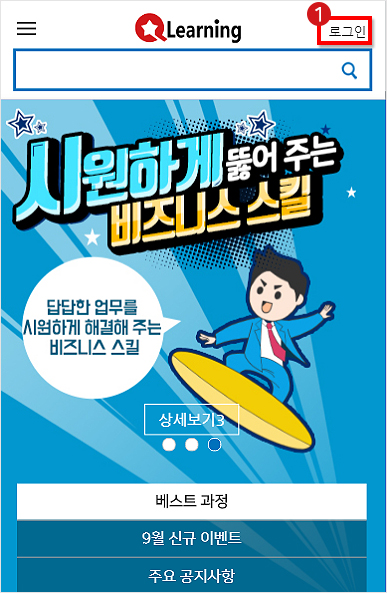 Learning
1
로그인
시원하게 뚫어 주는
비즈니스 스킬
답답한 업무를
시원하게 해결해 주는
비즈니스 스킬
상세보기3
베스트 과정
9월 신규 이벤트
주요 공지사항